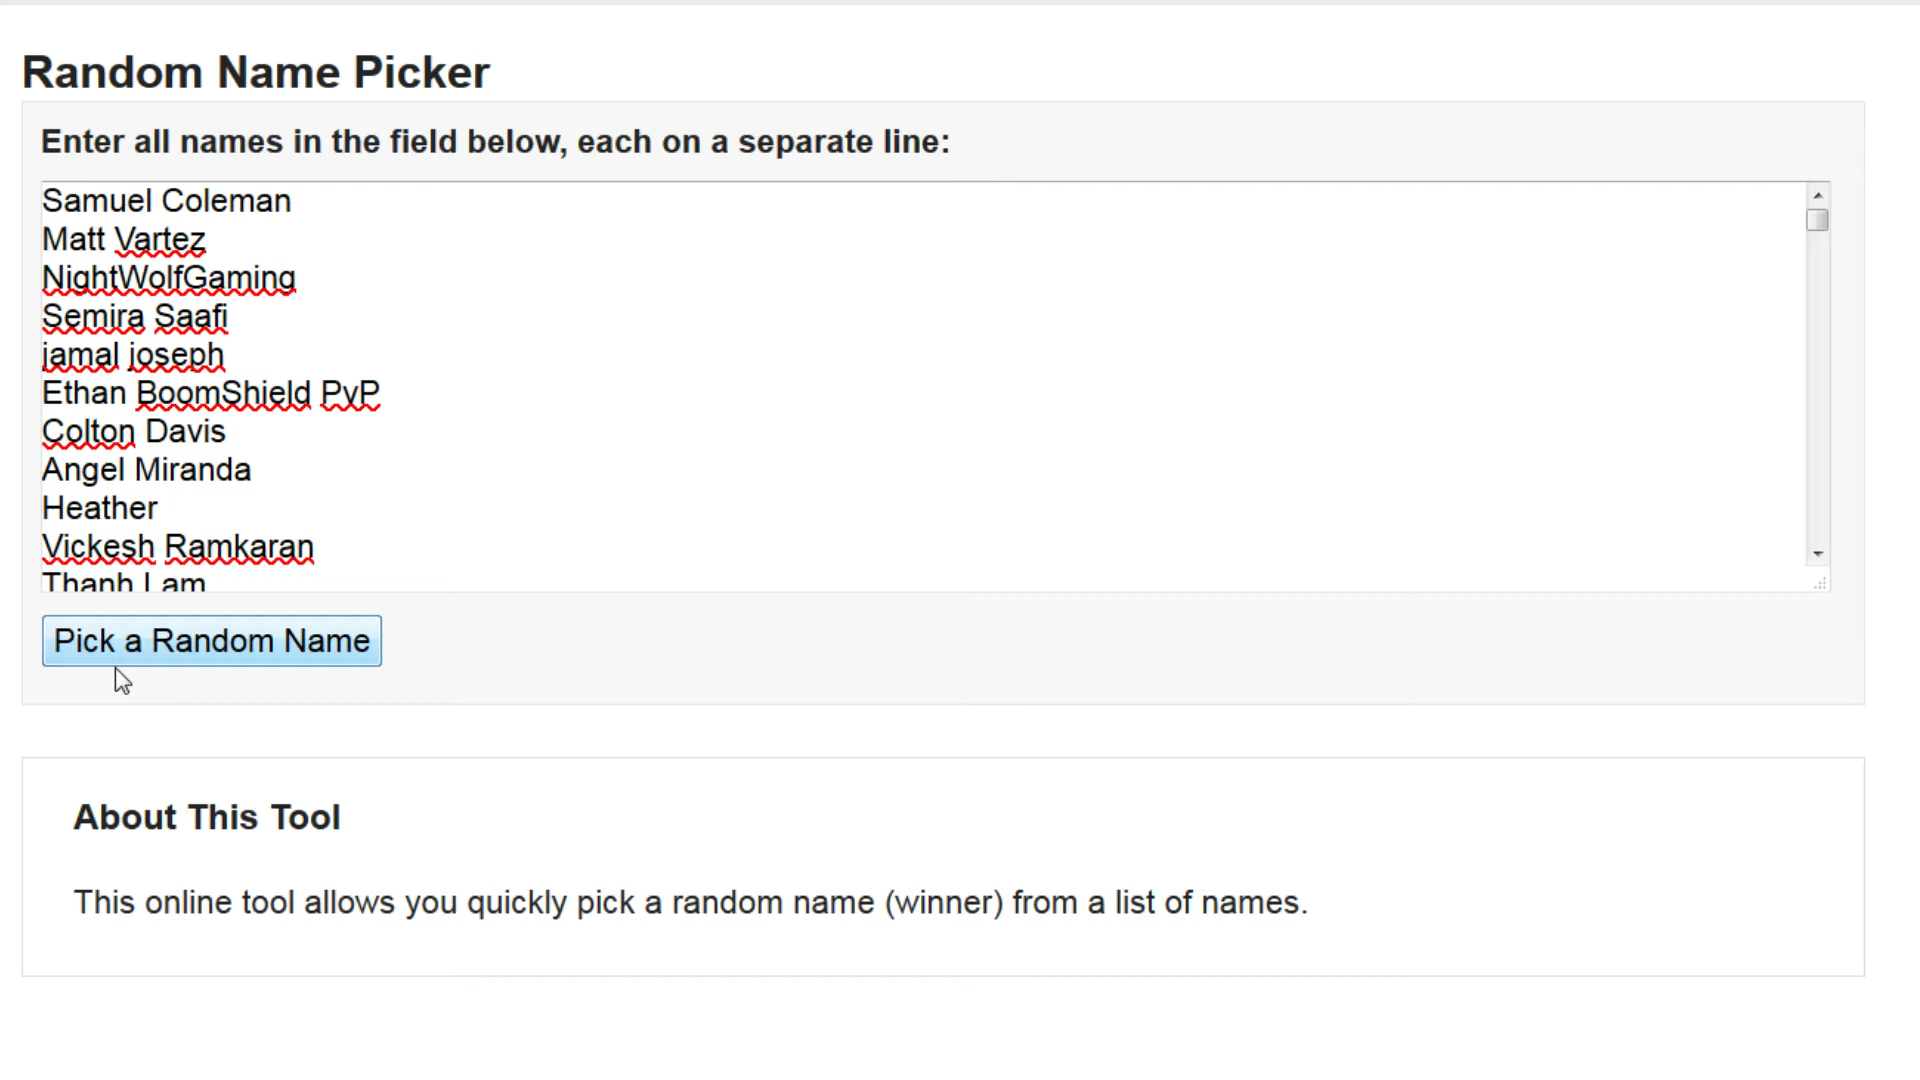 Random Name Picker
Enter all names in the field below, each on a separate line:
Samuel Coleman
Matt Vartez
NightWolfGaming
Semira Saafi
jamal joseph
Ethan BoomShield PvP
Colton Davis
Angel Miranda
Heather
Vickesh Ramkaran
Thanh Lam
Pick a Random Name
About This Tool
This online tool allows you quickly pick a random name (winner) from a list of names.